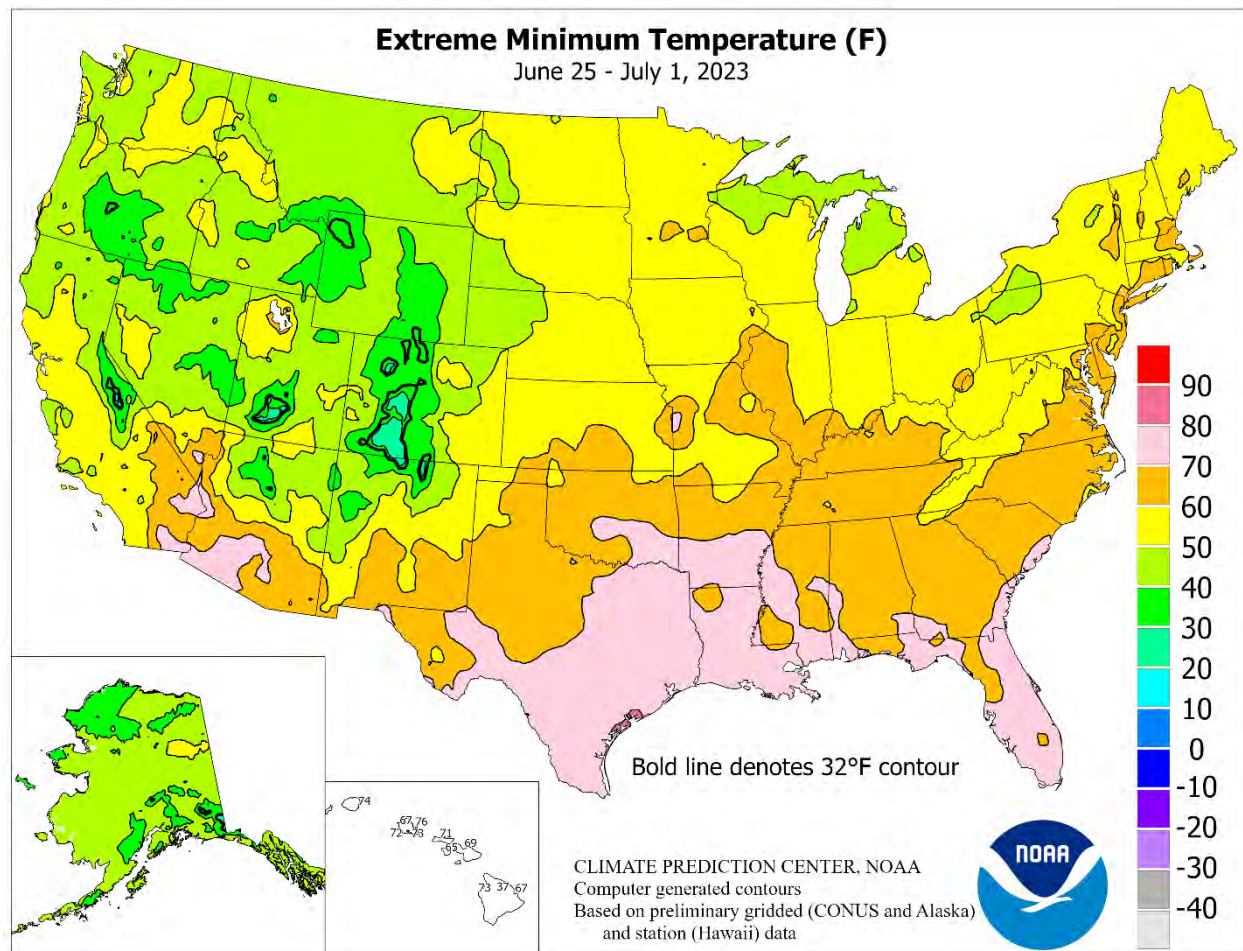 Extreme Minimum Temperature (F)
June 25 - July 1, 2023
90
80
70
60
50
40
30
20
10
0
-10
-20
-30
-40
Bold line denotes 32°F contour
74
67 76
72 73
71
65 69
73 37 67
CLIMATE PREDICTION CENTER, NOAA
Computer generated contours
Based on preliminary gridded (CONUS and Alaska)
and station (Hawaii) data
NOAA